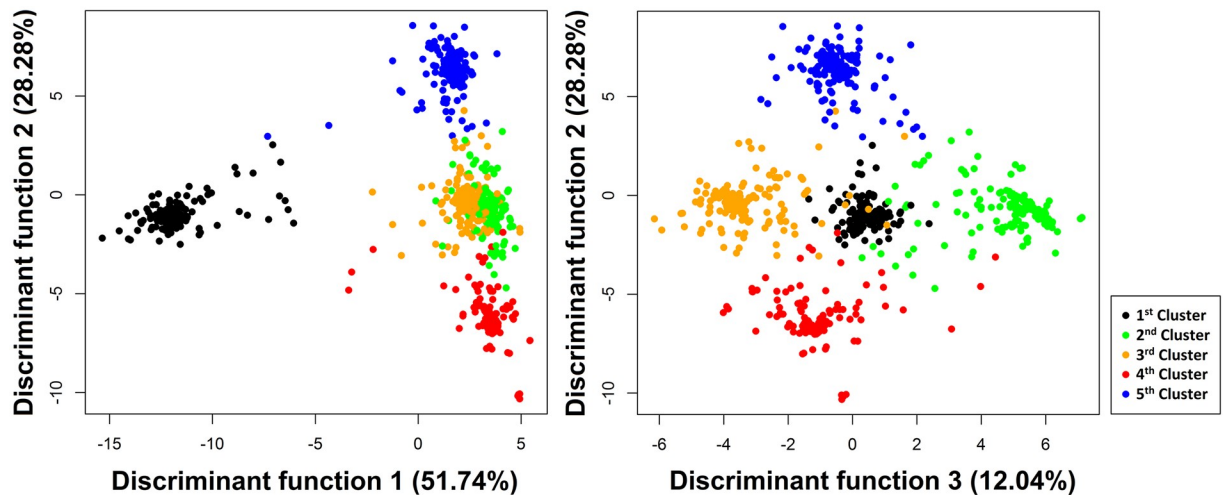 Discriminant function 2 (28.28%)
5
0
-5
-10
-15
-10
-5
0
5
Discriminant function 1 (51.74%)
Discriminant function 2 (28.28%)
5
0
-5
-10
-6
-4
-2
0
2
4
6
Discriminant function 3 (12.04%)
1st Cluster
2nd Cluster
3rd Cluster
4th Cluster
5th Cluster